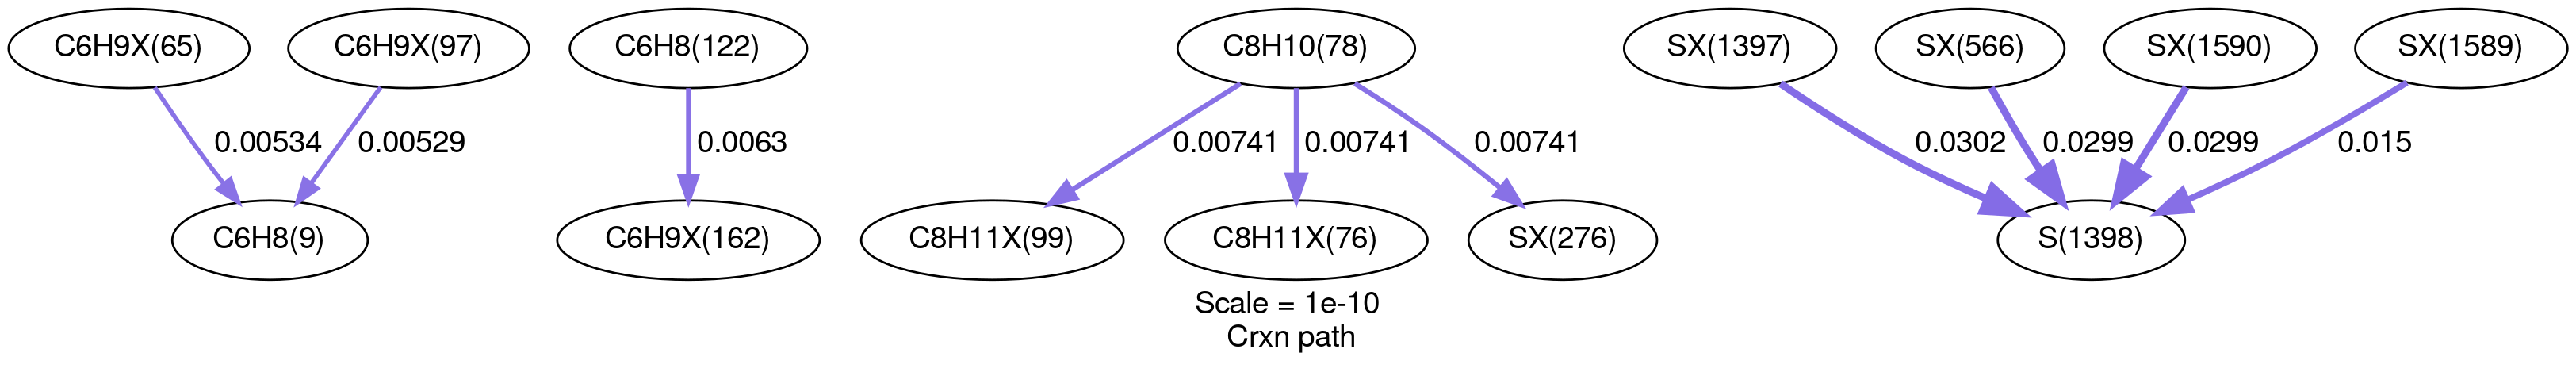 C6H9X(65)
C6H9X(97)
C6H8(122)
C8H10(78)
SX(1397)
SX(566)
SX(1590)
SX(1589)
0.00534
0.00529
0.0063
0.00741
0.00741
0.00741
0.0302
0.0299
0.0299
0.015
C6H8(9)
C6H9X(162)
C8H11X(99)
C8H11X(76)
SX(276)
S(1398)
Scale = 1e-10
Crxn path